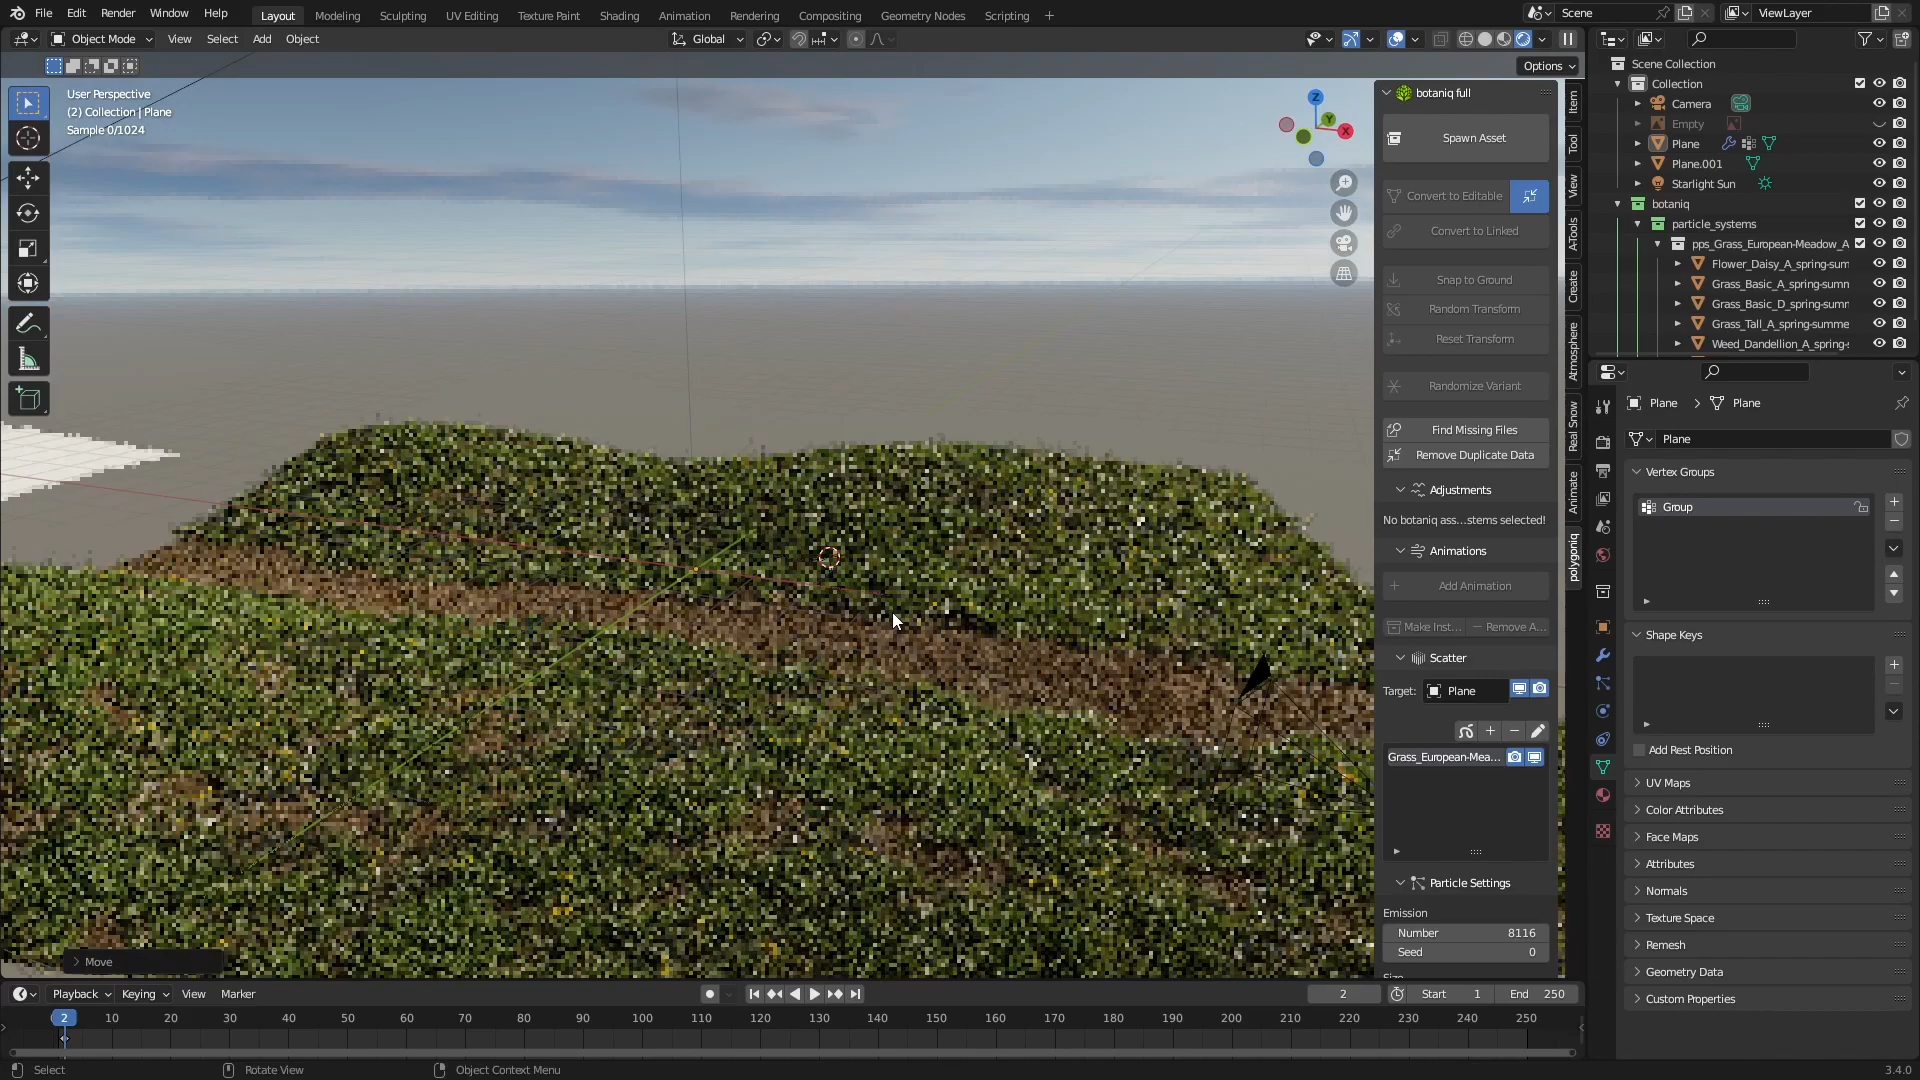 File Edit Render Window Help Layout Modeling Sculpting UV Editing Texture Paint Shading Animation Rendering Compositing Geometry Nodes Scripting + Scene ViewLayer
Object Mode View Select Add Object Global
Options
User Perspective
(2) Collection | Plane
Sample 0/1024
Z
Y
X
botaniq full
Spawn Asset
Convert to Editable
Convert to Linked
Snap to Ground
Random Transform
Reset Transform
Randomize Variant
Find Missing Files
Remove Duplicate Data
Adjustments
No botaniq ass...stems selected!
Animations
Add Animation
Make Inst... Remove A...
Scatter
Target: Plane
Grass_European-Mea...
Particle Settings
Emission
Number 8116
Seed 0
Item
Tool
View
A-Tools
Create
Atmosphere
Real Snow
Animate
polygoniq
Scene Collection
Collection
Camera
Empty
Plane
Plane.001
Starlight Sun
botaniq
particle_systems
pps_Grass_European-Meadow_A
Flower_Daisy_A_spring-sum
Grass_Basic_A_spring-sumn
Grass_Basic_D_spring-sumn
Grass_Tall_A_spring-summe
Weed_Dandellion_A_spring-s
Plane > Plane
Plane
Vertex Groups
Group
Shape Keys
Add Rest Position
UV Maps
Color Attributes
Face Maps
Attributes
Normals
Texture Space
Remesh
Geometry Data
Custom Properties
Move
Playback Keying View Marker 2 Start 1 End 250
2 10 20 30 40 50 60 70 80 90 100 110 120 130 140 150 160 170 180 190 200 210 220 230 240 250
Select Rotate View Object Context Menu 3.4.0